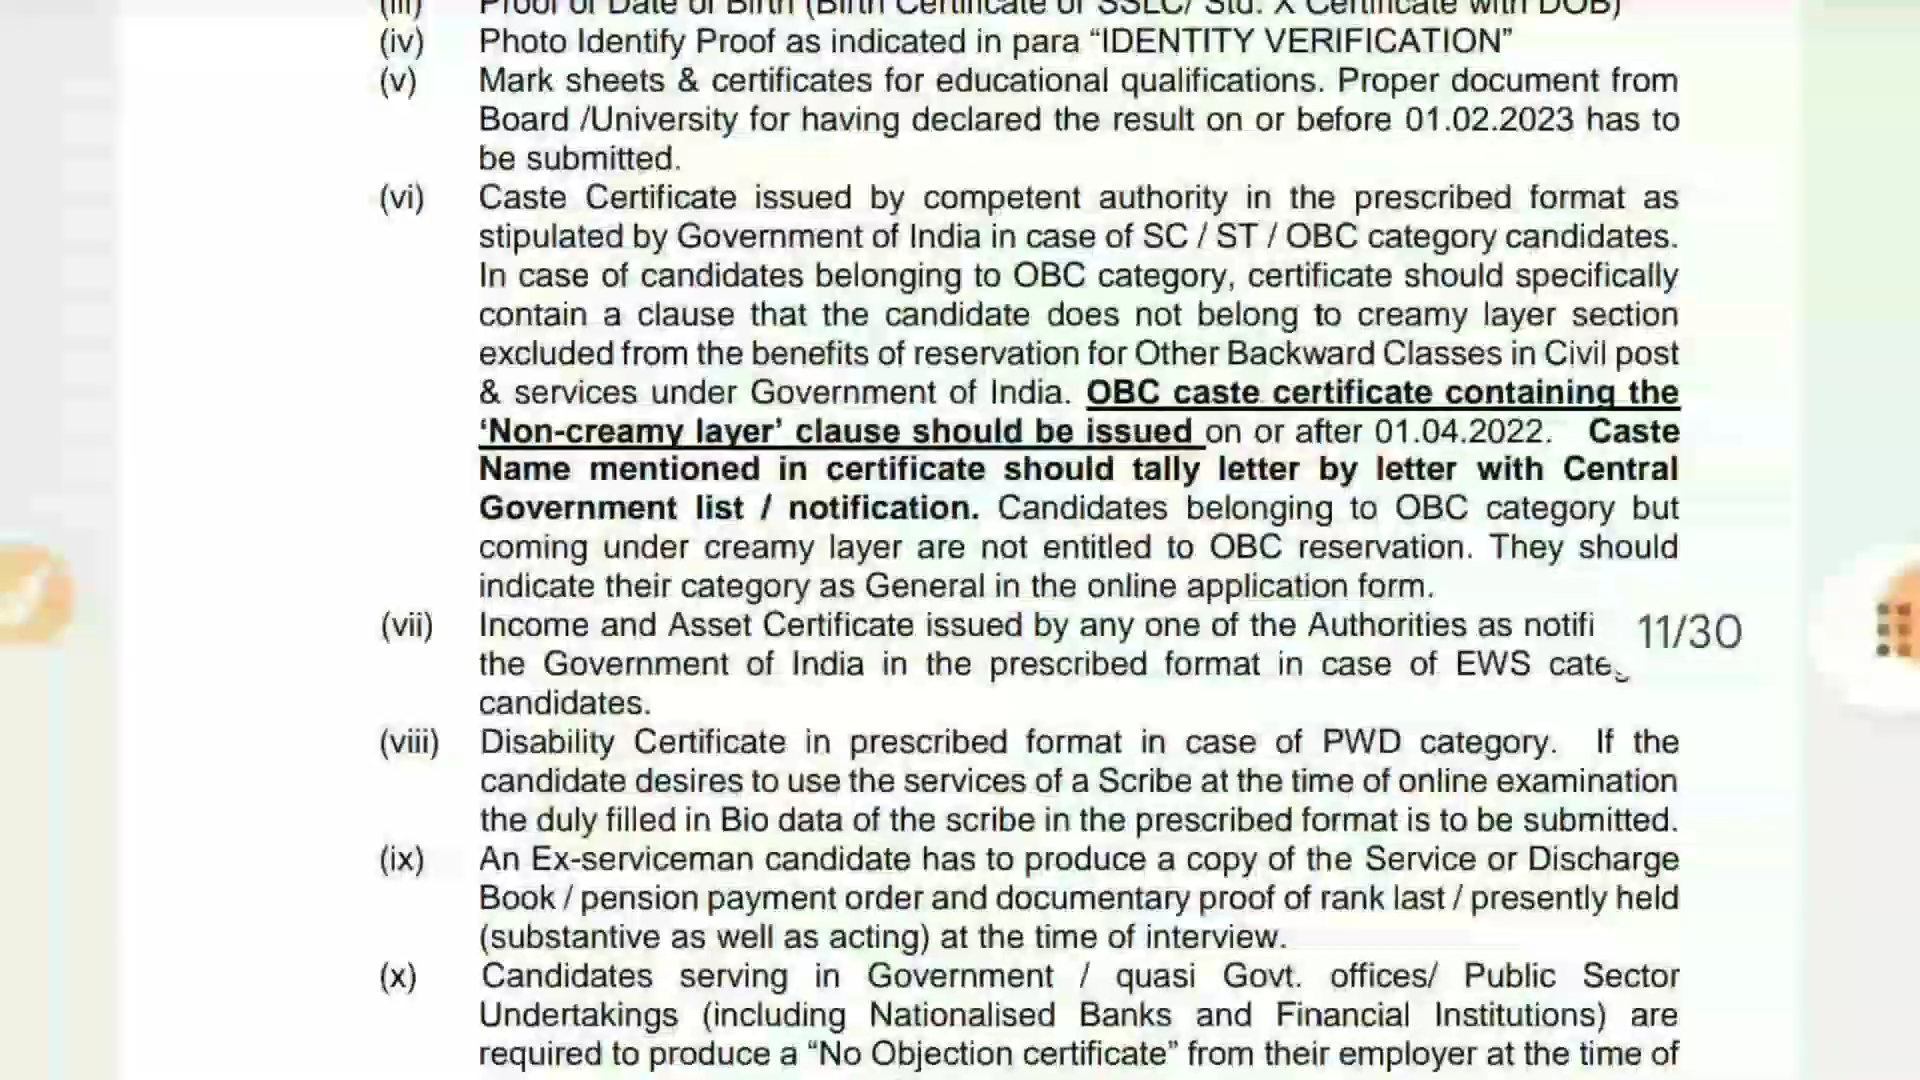 (iii) Proof of Date of Birth (Birth Certificate or SSLC/ Std. X Certificate with DOB)
(iv) Photo Identify Proof as indicated in para “IDENTITY VERIFICATION”
(v) Mark sheets & certificates for educational qualifications. Proper document from
Board /University for having declared the result on or before 01.02.2023 has to
be submitted.
(vi) Caste Certificate issued by competent authority in the prescribed format as
stipulated by Government of India in case of SC / ST / OBC category candidates.
In case of candidates belonging to OBC category, certificate should specifically
contain a clause that the candidate does not belong to creamy layer section
excluded from the benefits of reservation for Other Backward Classes in Civil post
& services under Government of India. OBC caste certificate containing the
‘Non-creamy layer’ clause should be issued on or after 01.04.2022. Caste
Name mentioned in certificate should tally letter by letter with Central
Government list / notification. Candidates belonging to OBC category but
coming under creamy layer are not entitled to OBC reservation. They should
indicate their category as General in the online application form.
(vii) Income and Asset Certificate issued by any one of the Authorities as notifi
11/30
the Government of India in the prescribed format in case of EWS cate
candidates.
(viii) Disability Certificate in prescribed format in case of PWD category. If the
candidate desires to use the services of a Scribe at the time of online examination
the duly filled in Bio data of the scribe in the prescribed format is to be submitted.
(ix) An Ex-serviceman candidate has to produce a copy of the Service or Discharge
Book / pension payment order and documentary proof of rank last / presently held
(substantive as well as acting) at the time of interview.
(x) Candidates serving in Government / quasi Govt. offices/ Public Sector
Undertakings (including Nationalised Banks and Financial Institutions) are
required to produce a “No Objection certificate” from their employer at the time of